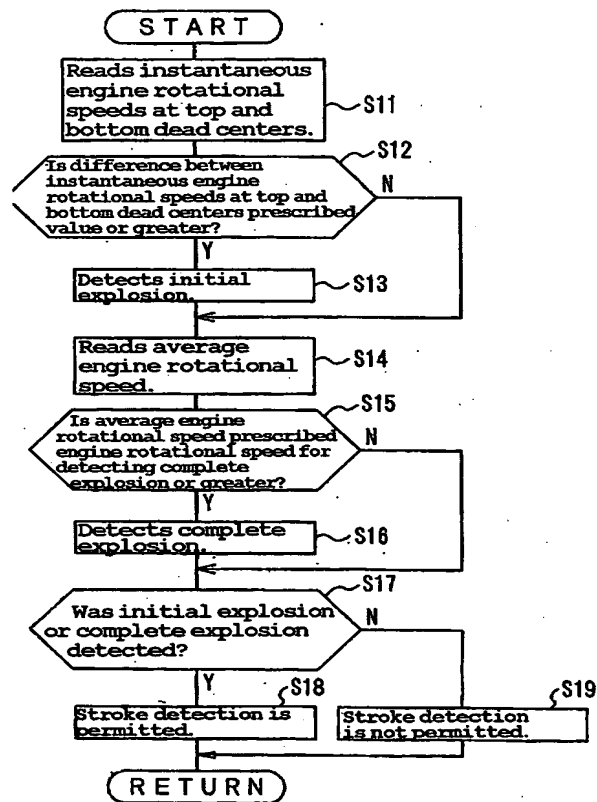 START
Reads instantaneous
engine rotational
speeds at top and
bottom dead centers.
S11
S12
Is difference between
instantaneous engine
rotational speeds at top and
bottom dead centers prescribed
value or greater?
N
Y
Detects initial
explosion.
S13
Reads average
engine rotational
speed.
S14
S15
Is average engine
rotational speed prescribed
engine rotational speed for
detecting complete
explosion or greater?
N
Y
Detects complete
explosion.
S16
S17
Was initial explosion
or complete explosion
detected?
N
Y
S18
Stroke detection is
permitted.
S19
Stroke detection
is not permitted.
RETURN